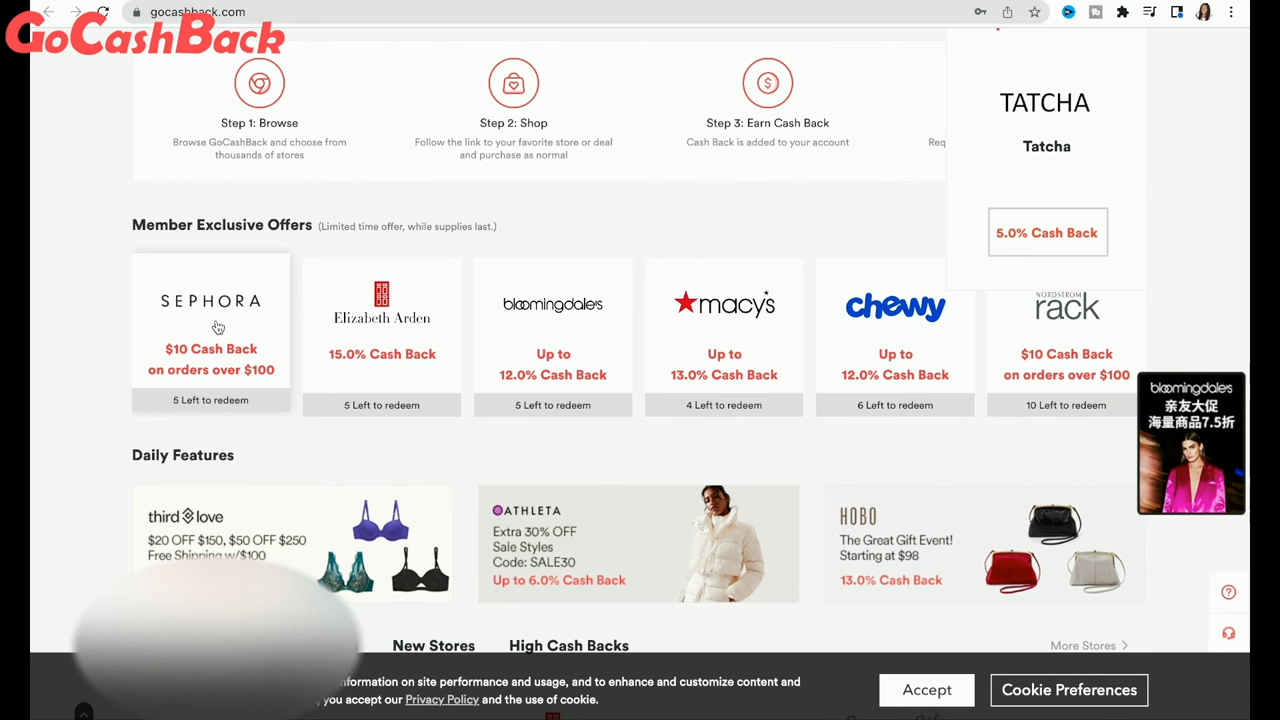 gocashback.com
GoCashBack
Step 1: Browse
Browse GoCashBack and choose from
thousands of stores
Step 2: Shop
Follow the link to your favorite store or deal
and purchase as normal
Step 3: Earn Cash Back
Cash Back is added to your account
Req
TATCHA
Tatcha
5.0% Cash Back
Member Exclusive Offers (Limited time offer, while supplies last.)
SEPHORA
$10 Cash Back
on orders over $100
5 Left to redeem
Elizabeth Arden
15.0% Cash Back
5 Left to redeem
bloomingdale's
Up to
12.0% Cash Back
5 Left to redeem
macy's
Up to
13.0% Cash Back
4 Left to redeem
chewy
Up to
12.0% Cash Back
6 Left to redeem
NORDSTROM
rack
$10 Cash Back
on orders over $100
10 Left to redeem
bloomingdale's
亲友大促
海量商品7.5折
Daily Features
third love
$20 OFF $150, $50 OFF $250
Free Shipping w/$100
ATHLETA
Extra 30% OFF
Sale Styles
Code: SALE30
Up to 6.0% Cash Back
HOBO
The Great Gift Event!
Starting at $98
13.0% Cash Back
New Stores
High Cash Backs
More Stores
information on site performance and usage, and to enhance and customize content and
you accept our Privacy Policy and the use of cookie.
Accept
Cookie Preferences